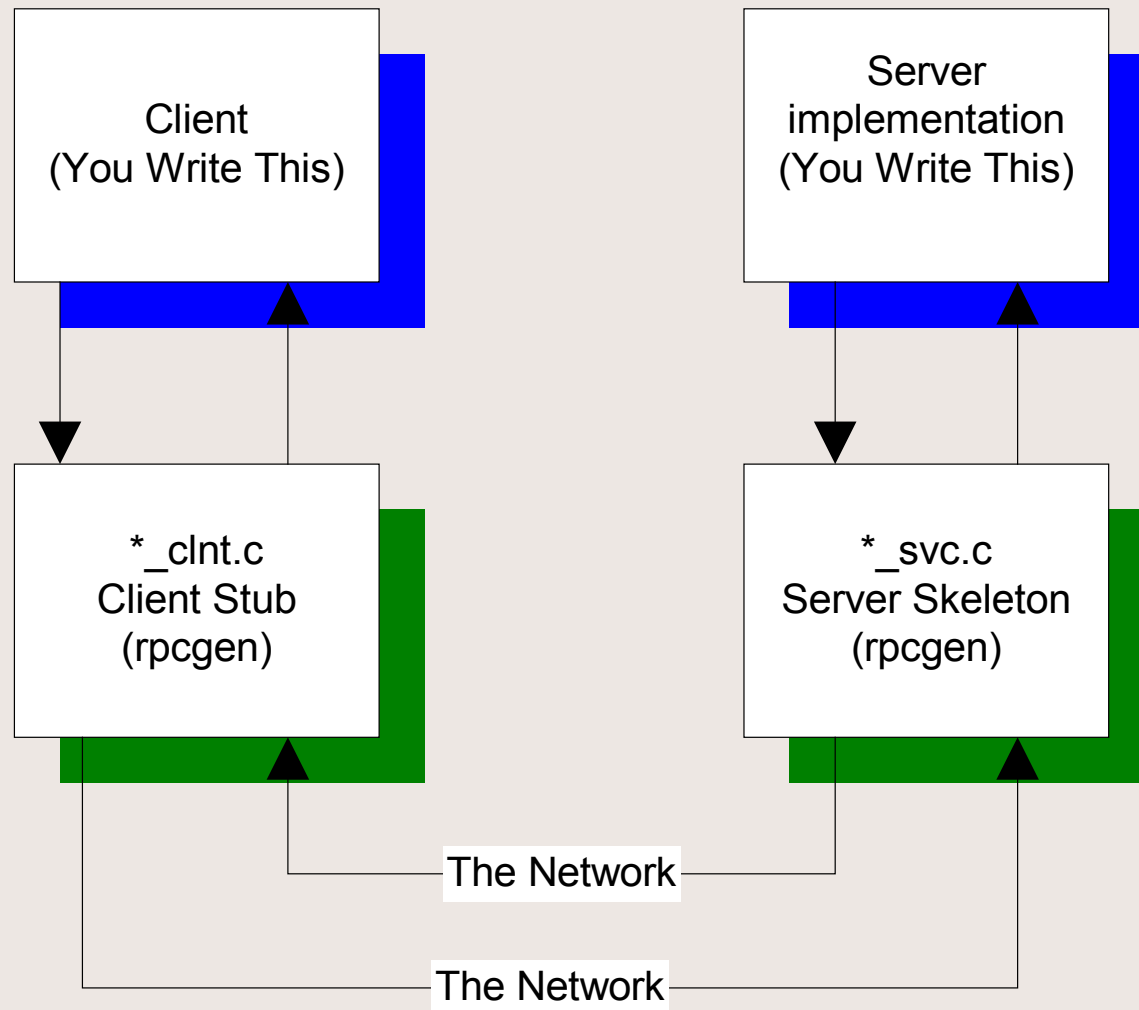 Client
(You Write This)
Server
implementation
(You Write This)
*_clnt.c
Client Stub
(rpcgen)
*_svc.c
Server Skeleton
(rpcgen)
The Network
The Network